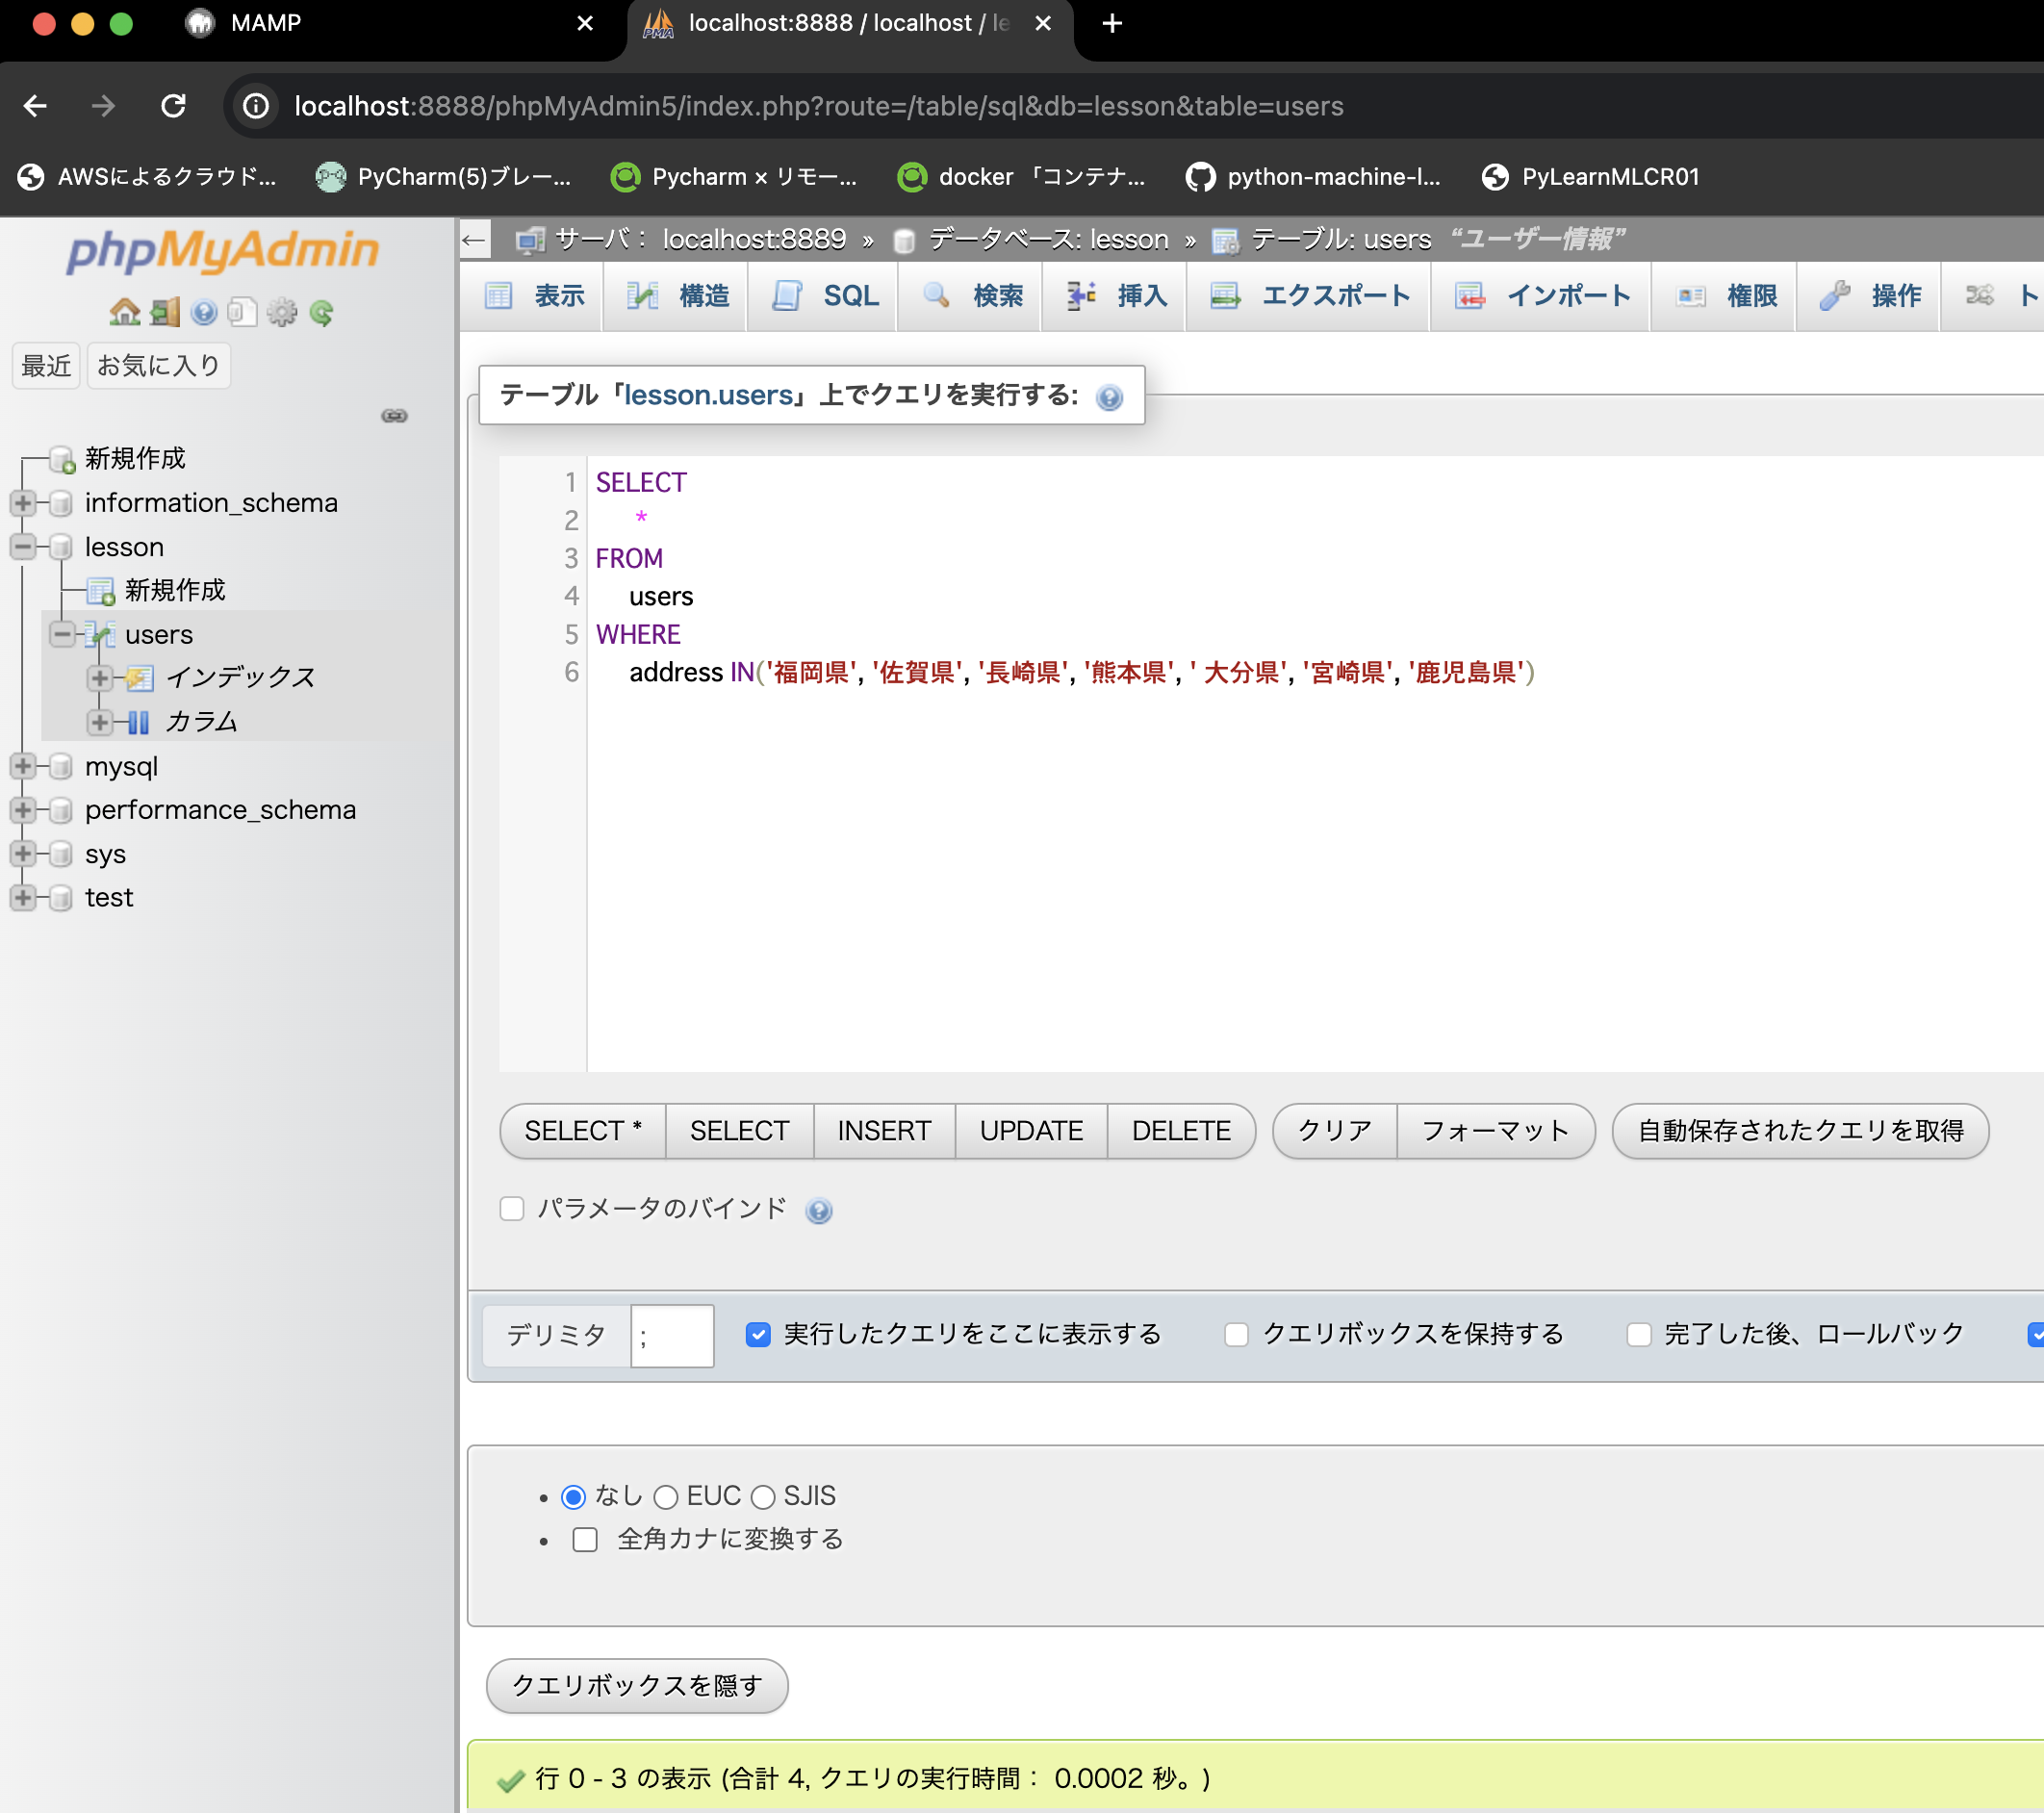 MAMP
localhost:8888 / localhost / le
localhost:8888/phpMyAdmin5/index.php?route=/table/sql&db=lesson&table=users
AWSによるクラウド...
PyCharm(5)ブレー...
Pycharm × リモー...
docker 「コンテナ...
python-machine-l...
PyLearnMLCR01
phpMyAdmin
最近
お気に入り
新規作成
information_schema
lesson
新規作成
users
インデックス
カラム
mysql
performance_schema
sys
test
サーバ： localhost:8889 » データベース: lesson » テーブル: users “ユーザー情報”
表示 構造 SQL 検索 挿入 エクスポート インポート 権限 操作 ト
テーブル「lesson.users」上でクエリを実行する:
1 SELECT
2 *
3 FROM
4 users
5 WHERE
6 address IN('福岡県', '佐賀県', '長崎県', '熊本県', ' 大分県', '宮崎県', '鹿児島県')
SELECT * SELECT INSERT UPDATE DELETE クリア フォーマット 自動保存されたクエリを取得
パラメータのバインド
デリミタ ; 実行したクエリをここに表示する クエリボックスを保持する 完了した後、ロールバック
なし EUC SJIS
全角カナに変換する
クエリボックスを隠す
行 0 - 3 の表示 (合計 4, クエリの実行時間： 0.0002 秒。)